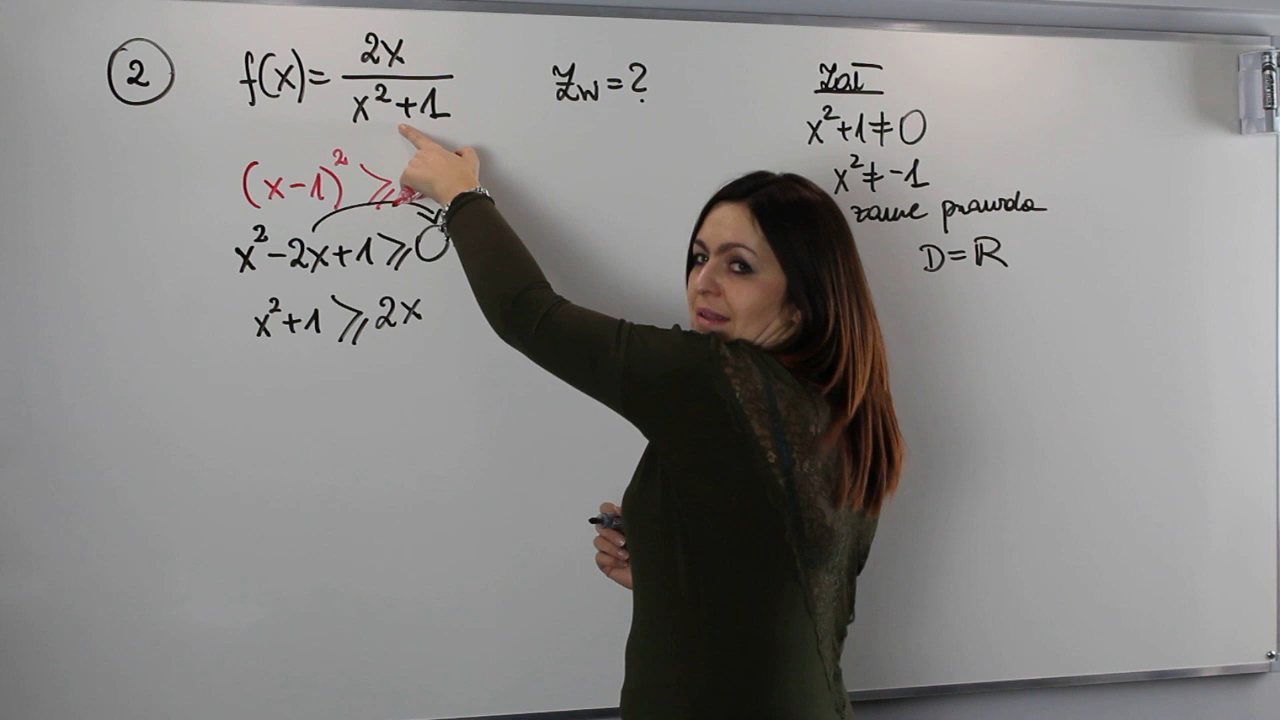 2
f(x) = 2x / x² + 1
Zw = ?
(x-1)² ⩾
x² - 2x + 1 ⩾ 0
x² + 1 ⩾ 2x
Zał
x² + 1 ≠ 0
x² ≠ -1
zawsze prawda
D = ℝ